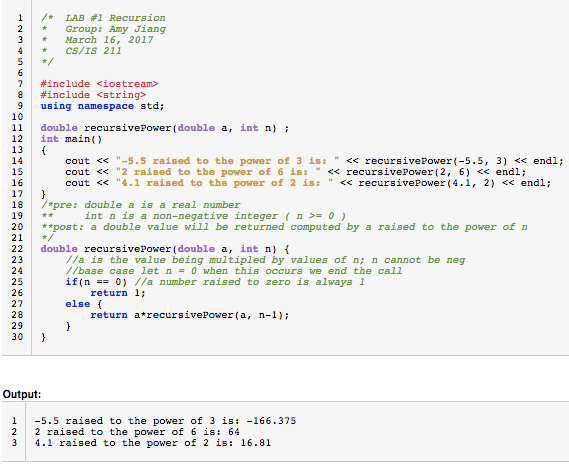 1 /* LAB #1 Recursion
2 * Group: Amy Jiang
3 * March 16, 2017
4 * CS/IS 211
5 */
6
7 #include <iostream>
8 #include <string>
9 using namespace std;
10
11 double recursivePower(double a, int n) ;
12 int main()
13 {
14 cout << "-5.5 raised to the power of 3 is: " << recursivePower(-5.5, 3) << endl;
15 cout << "2 raised to the power of 6 is: " << recursivePower(2, 6) << endl;
16 cout << "4.1 raised to the power of 2 is: " << recursivePower(4.1, 2) << endl;
17 }
18 /*pre: double a is a real number
19 ** int n is a non-negative integer ( n >= 0 )
20 **post: a double value will be returned computed by a raised to the power of n
21 */
22 double recursivePower(double a, int n) {
23 //a is the value being multipled by values of n; n cannot be neg
24 //base case let n = 0 when this occurs we end the call
25 if(n == 0) //a number raised to zero is always 1
26 return 1;
27 else {
28 return a*recursivePower(a, n-1);
29 }
30 }
Output:
1 -5.5 raised to the power of 3 is: -166.375
2 2 raised to the power of 6 is: 64
3 4.1 raised to the power of 2 is: 16.81